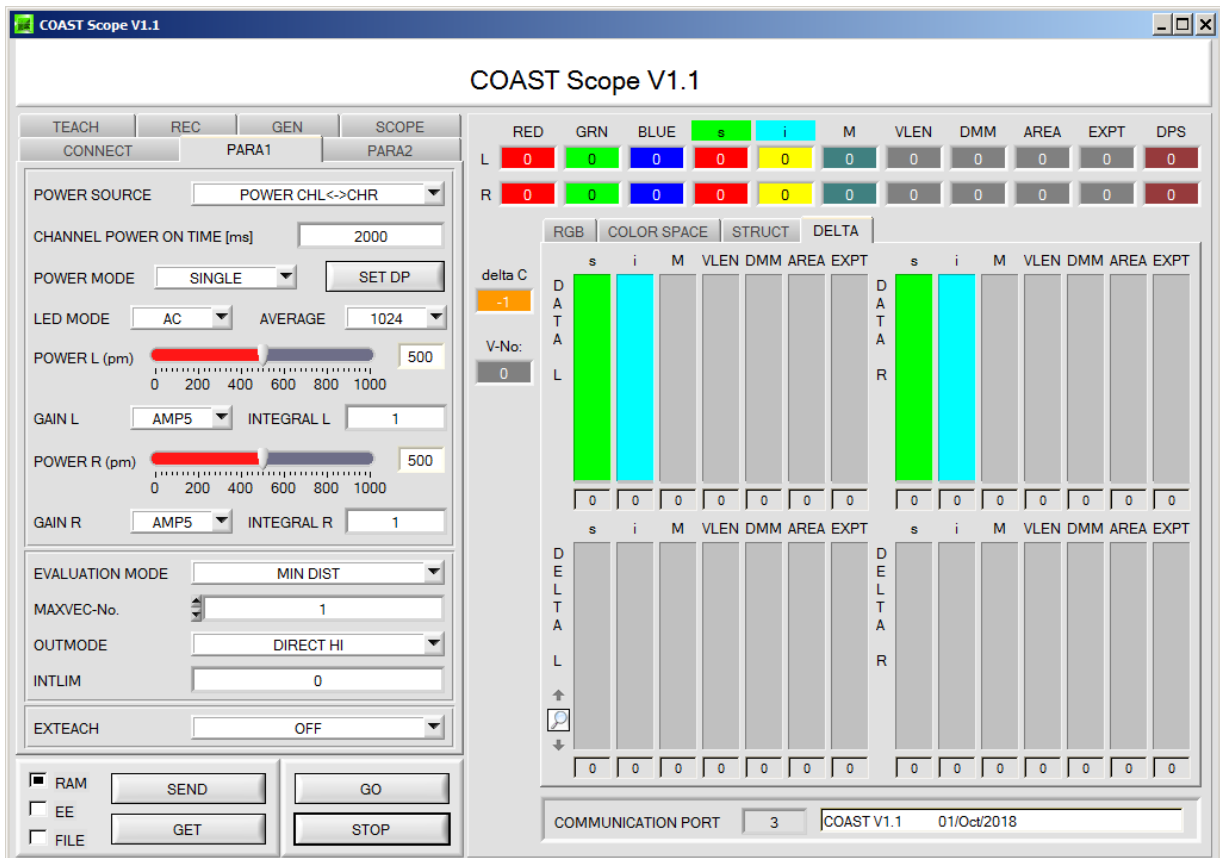 COAST Scope V1.1
COAST Scope V1.1
TEACH REC GEN SCOPE
CONNECT PARA1 PARA2
POWER SOURCE POWER CHL<->CHR
CHANNEL POWER ON TIME [ms] 2000
POWER MODE SINGLE SET DP
LED MODE AC AVERAGE 1024
POWER L (pm) 500
0 200 400 600 800 1000
GAIN L AMP5 INTEGRAL L 1
POWER R (pm) 500
0 200 400 600 800 1000
GAIN R AMP5 INTEGRAL R 1
EVALUATION MODE MIN DIST
MAXVEC-No. 1
OUTMODE DIRECT HI
INTLIM 0
EXTEACH OFF
RAM
EE
FILE
SEND
GET
GO
STOP
RED GRN BLUE s i M VLEN DMM AREA EXPT DPS
L 0 0 0 0 0 0 0 0 0 0 0
R 0 0 0 0 0 0 0 0 0 0 0
delta C
-1
V-No:
0
RGB COLOR SPACE STRUCT DELTA
s i M VLEN DMM AREA EXPT
DATA L
0 0 0 0 0 0 0
s i M VLEN DMM AREA EXPT
DATA R
0 0 0 0 0 0 0
s i M VLEN DMM AREA EXPT
DELTA L
0 0 0 0 0 0 0
s i M VLEN DMM AREA EXPT
DELTA R
0 0 0 0 0 0 0
COMMUNICATION PORT 3 COAST V1.1 01/Oct/2018